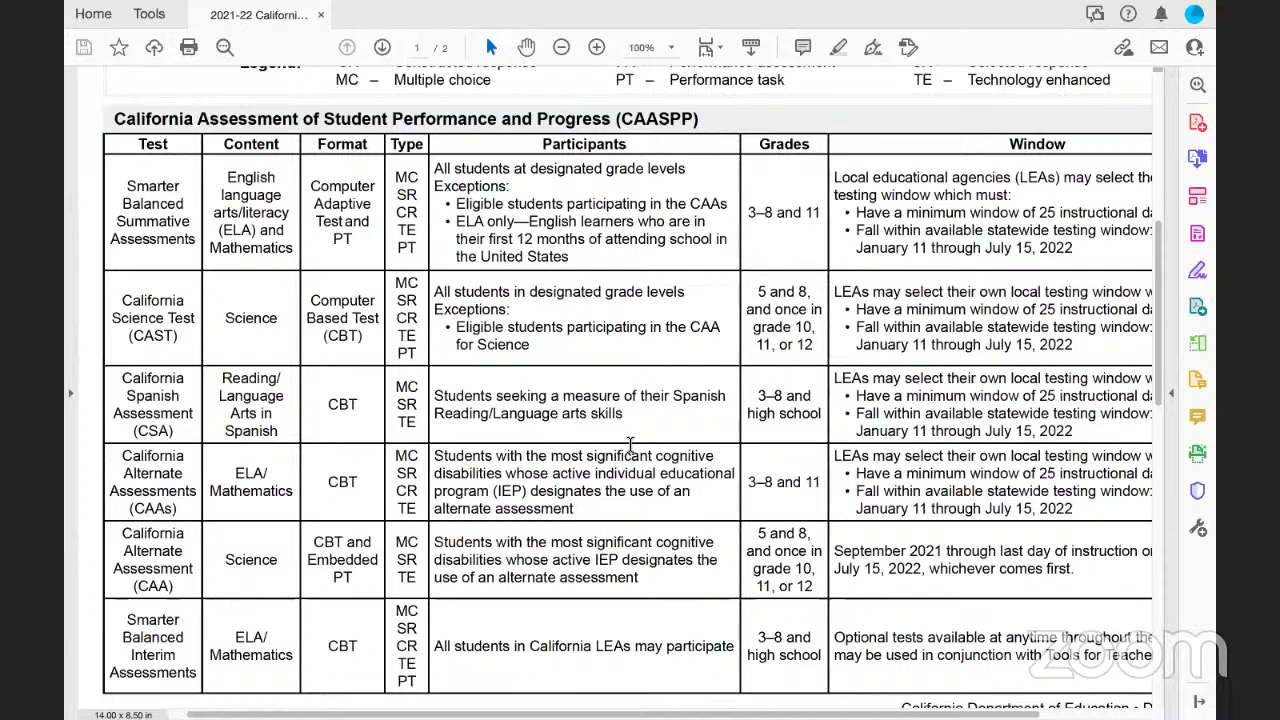 Home Tools 2021-22 Californi... ×
1 / 2 100%
MC – Multiple choice PT – Performance task TE – Technology enhanced
California Assessment of Student Performance and Progress (CAASPP)
Test Content Format Type Participants Grades Window
Smarter
Balanced
Summative
Assessments
English
language
arts/literacy
(ELA) and
Mathematics
Computer
Adaptive
Test and
PT
MC
SR
CR
TE
PT
All students at designated grade levels
Exceptions:
• Eligible students participating in the CAAs
• ELA only—English learners who are in
their first 12 months of attending school in
the United States
3–8 and 11
Local educational agencies (LEAs) may select the
testing window which must:
• Have a minimum window of 25 instructional da
• Fall within available statewide testing window:
January 11 through July 15, 2022
California
Science Test
(CAST)
Science
Computer
Based Test
(CBT)
MC
SR
CR
TE
PT
All students in designated grade levels
Exceptions:
• Eligible students participating in the CAA
for Science
5 and 8,
and once in
grade 10,
11, or 12
LEAs may select their own local testing window w
• Have a minimum window of 25 instructional da
• Fall within available statewide testing window:
January 11 through July 15, 2022
California
Spanish
Assessment
(CSA)
Reading/
Language
Arts in
Spanish
CBT
MC
SR
TE
Students seeking a measure of their Spanish
Reading/Language arts skills
3–8 and
high school
LEAs may select their own local testing window w
• Have a minimum window of 25 instructional da
• Fall within available statewide testing window:
January 11 through July 15, 2022
California
Alternate
Assessments
(CAAs)
ELA/
Mathematics
CBT
MC
SR
CR
TE
Students with the most significant cognitive
disabilities whose active individual educational
program (IEP) designates the use of an
alternate assessment
3–8 and 11
LEAs may select their own local testing window w
• Have a minimum window of 25 instructional da
• Fall within available statewide testing window:
January 11 through July 15, 2022
California
Alternate
Assessment
(CAA)
Science
CBT and
Embedded
PT
MC
SR
TE
Students with the most significant cognitive
disabilities whose active IEP designates the
use of an alternate assessment
5 and 8,
and once in
grade 10,
11, or 12
September 2021 through last day of instruction or
July 15, 2022, whichever comes first.
Smarter
Balanced
Interim
Assessments
ELA/
Mathematics
CBT
MC
SR
CR
TE
PT
All students in California LEAs may participate
3–8 and
high school
Optional tests available at anytime throughout the
may be used in conjunction with Tools for Teache
zoom
California Department of Education • D
14.00 x 8.50 in